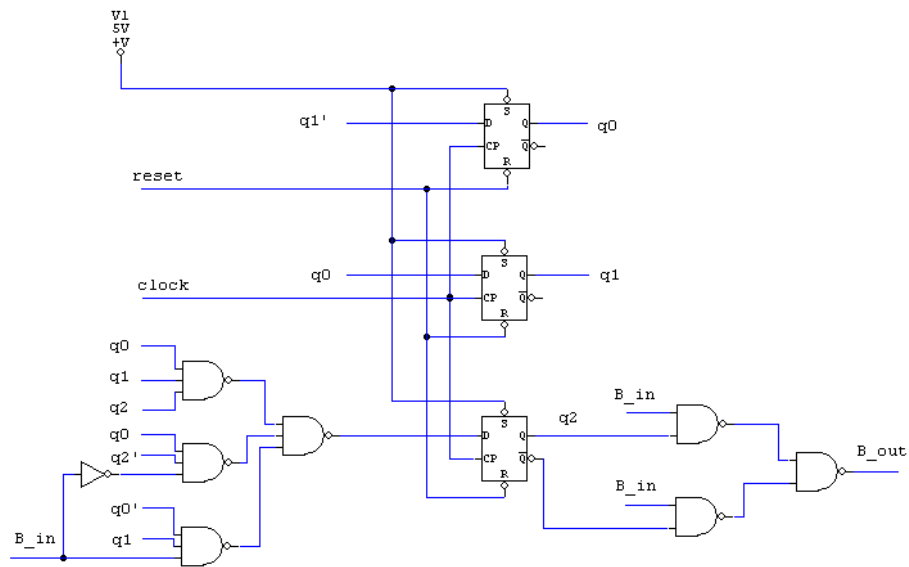 V1
5V
+V
S
q1'
D
Q
q0
CP
Q
R
reset
S
q0
D
Q
q1
clock
CP
Q
R
q0
q1
q2
B_in
S
q2
D
Q
q0
q2'
CP
Q
B_out
R
B_in
q0'
B_in
q1